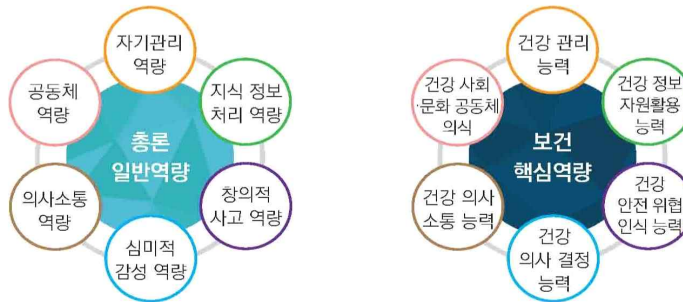 자기관리
역량
지식 정보
처리 역량
창의적
사고 역량
심미적
감성 역량
의사소통
역량
공동체
역량
총론
일반역량
건강 관리
능력
건강 정보
자원활용
능력
건강
안전 위협
인식 능력
건강
의사 결정
능력
건강 의사
소통 능력
건강 사회
·문화 공동체
의식
보건
핵심역량